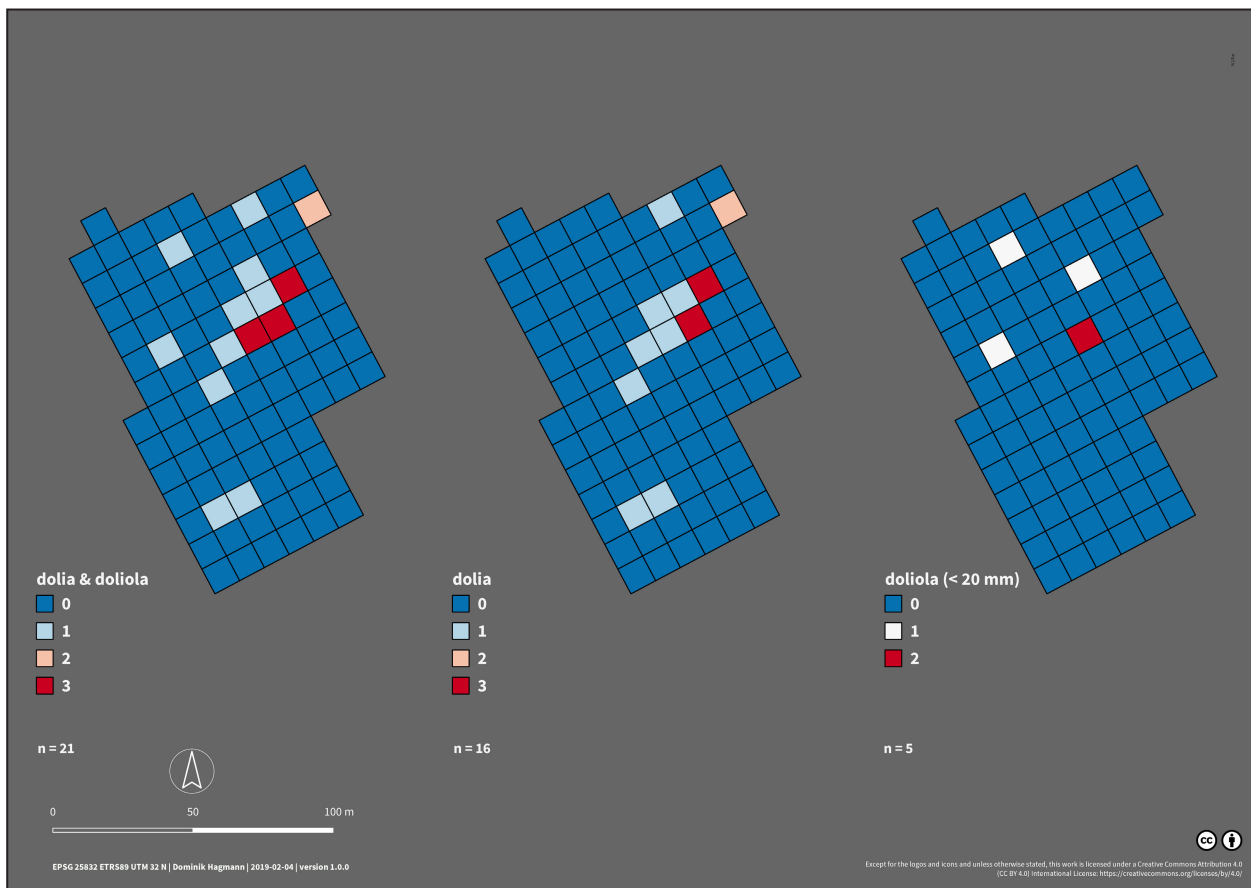 dolia & doliola
0
1
2
3
n = 21
dolia
0
1
2
3
n = 16
doliola (< 20 mm)
0
1
2
n = 5
0 50 100 m
EPSG 25832 ETRS89 UTM 32 N | Dominik Hagmann | 2019-02-04 | version 1.0.0
cc
Except for the logos and icons and unless otherwise stated, this work is licensed under a Creative Commons Attribution 4.0
(CC BY 4.0) International License: https://creativecommons.org/licenses/by/4.0/